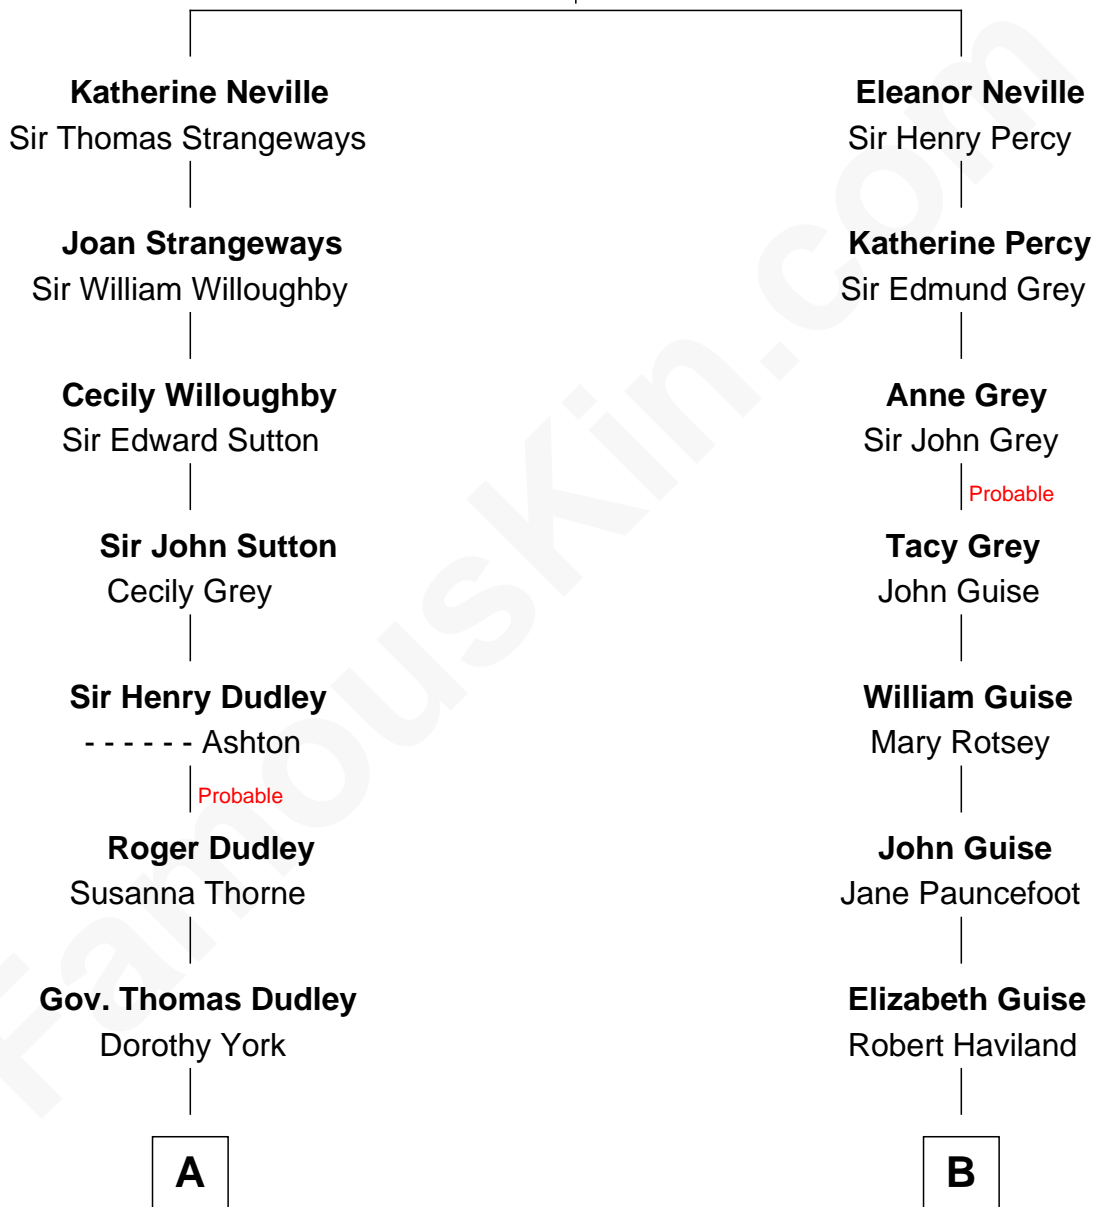 Katherine Neville
Sir Thomas Strangeways
Joan Strangeways
Sir William Willoughby
Cecily Willoughby
Sir Edward Sutton
Sir John Sutton
Cecily Grey
Sir Henry Dudley
- - - - - - Ashton
Probable
Roger Dudley
Susanna Thorne
Gov. Thomas Dudley
Dorothy York
A
Eleanor Neville
Sir Henry Percy
Katherine Percy
Sir Edmund Grey
Anne Grey
Sir John Grey
Probable
Tacy Grey
John Guise
William Guise
Mary Rotsey
John Guise
Jane Pauncefoot
Elizabeth Guise
Robert Haviland
B
FamousKin.com